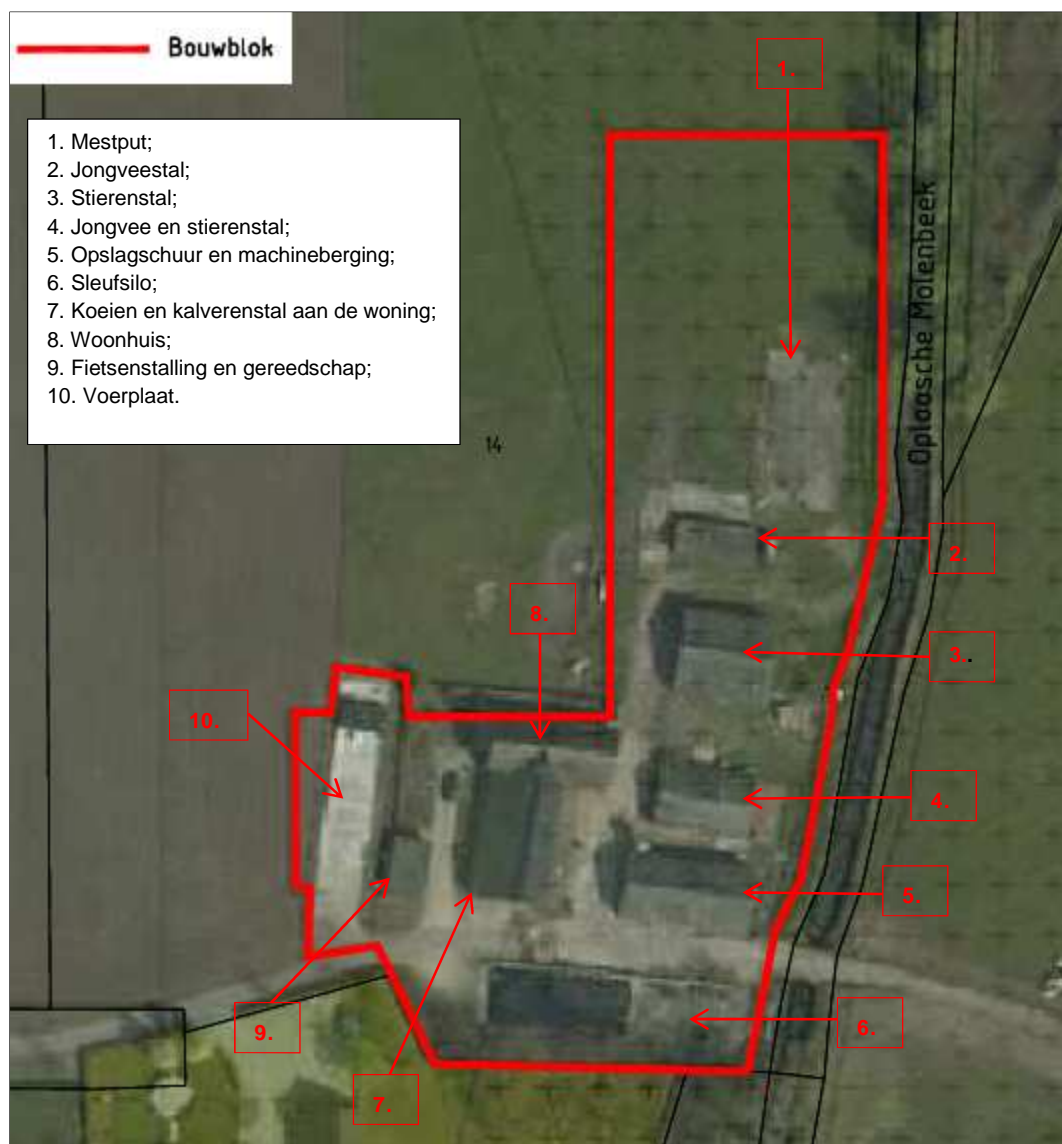 Bouwblok
1. Mestput;
2. Jongveestal;
3. Stierenstal;
4. Jongvee en stierenstal;
5. Opslagschuur en machineberging;
6. Sleufsilo;
7. Koeien en kalverenstal aan de woning;
8. Woonhuis;
9. Fietsenstalling en gereedschap;
10. Voerplaat.
1.
14
Oploosche Molenbeek
2.
8.
3..
10.
4.
5.
9.
6.
7.